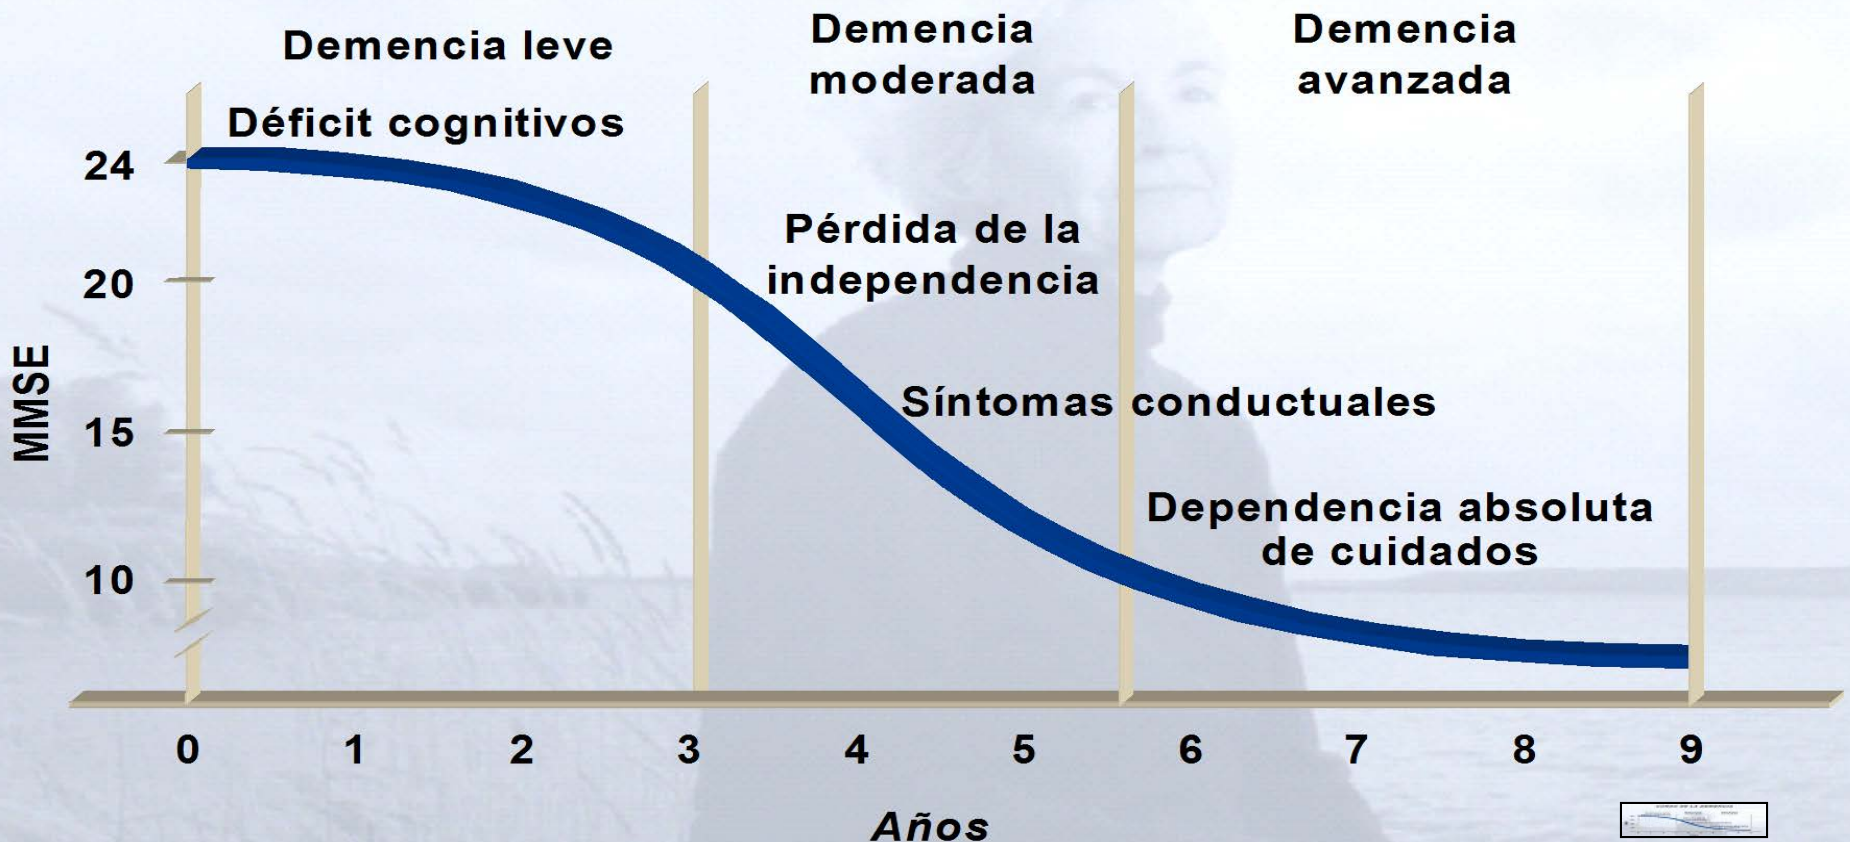 Demencia leve
Demencia
moderada
Demencia
avanzada
Déficit cognitivos
24
20
15
10
MMSE
Pérdida de la
independencia
Síntomas conductuales
Dependencia absoluta
de cuidados
0 1 2 3 4 5 6 7 8 9
Años